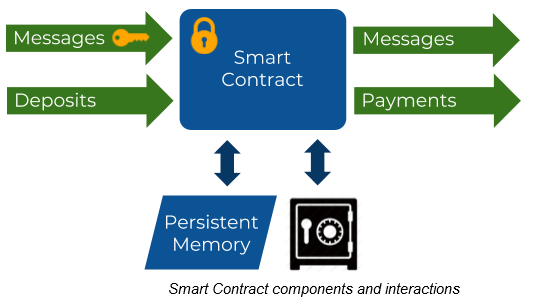 Messages
Deposits
Smart
Contract
Messages
Payments
Persistent
Memory
Smart Contract components and interactions